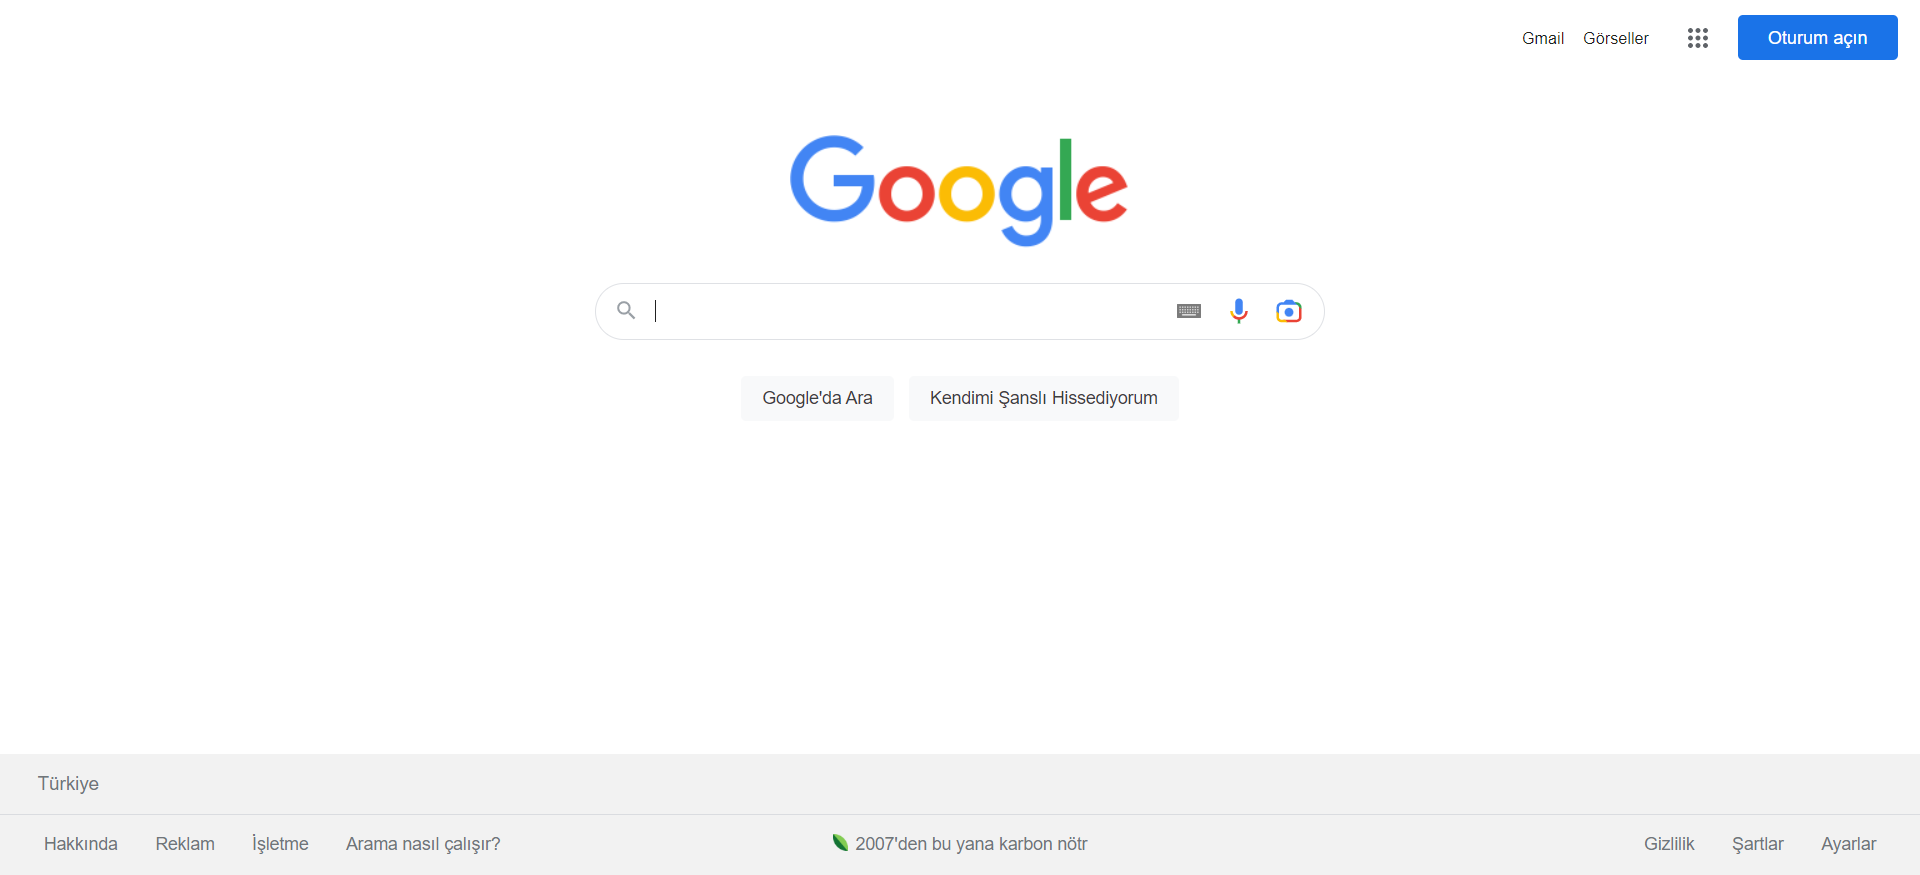 Gmail Görseller Oturum açın
Google
Google'da Ara Kendimi Şanslı Hissediyorum
Türkiye
Hakkında Reklam İşletme Arama nasıl çalışır? 2007'den bu yana karbon nötr Gizlilik Şartlar Ayarlar